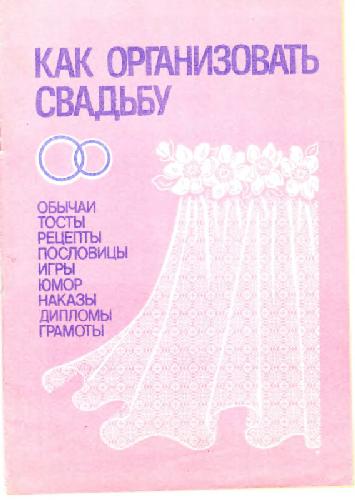 КАК ОРГАНИЗОВАТЬ
СВАДЬБУ
ОБЫЧАИ
ТОСТЫ
РЕЦЕПТЫ
ПОСЛОВИЦЫ
ИГРЫ
ЮМОР
НАКАЗЫ
ДИПЛОМЫ
ГРАМОТЫ